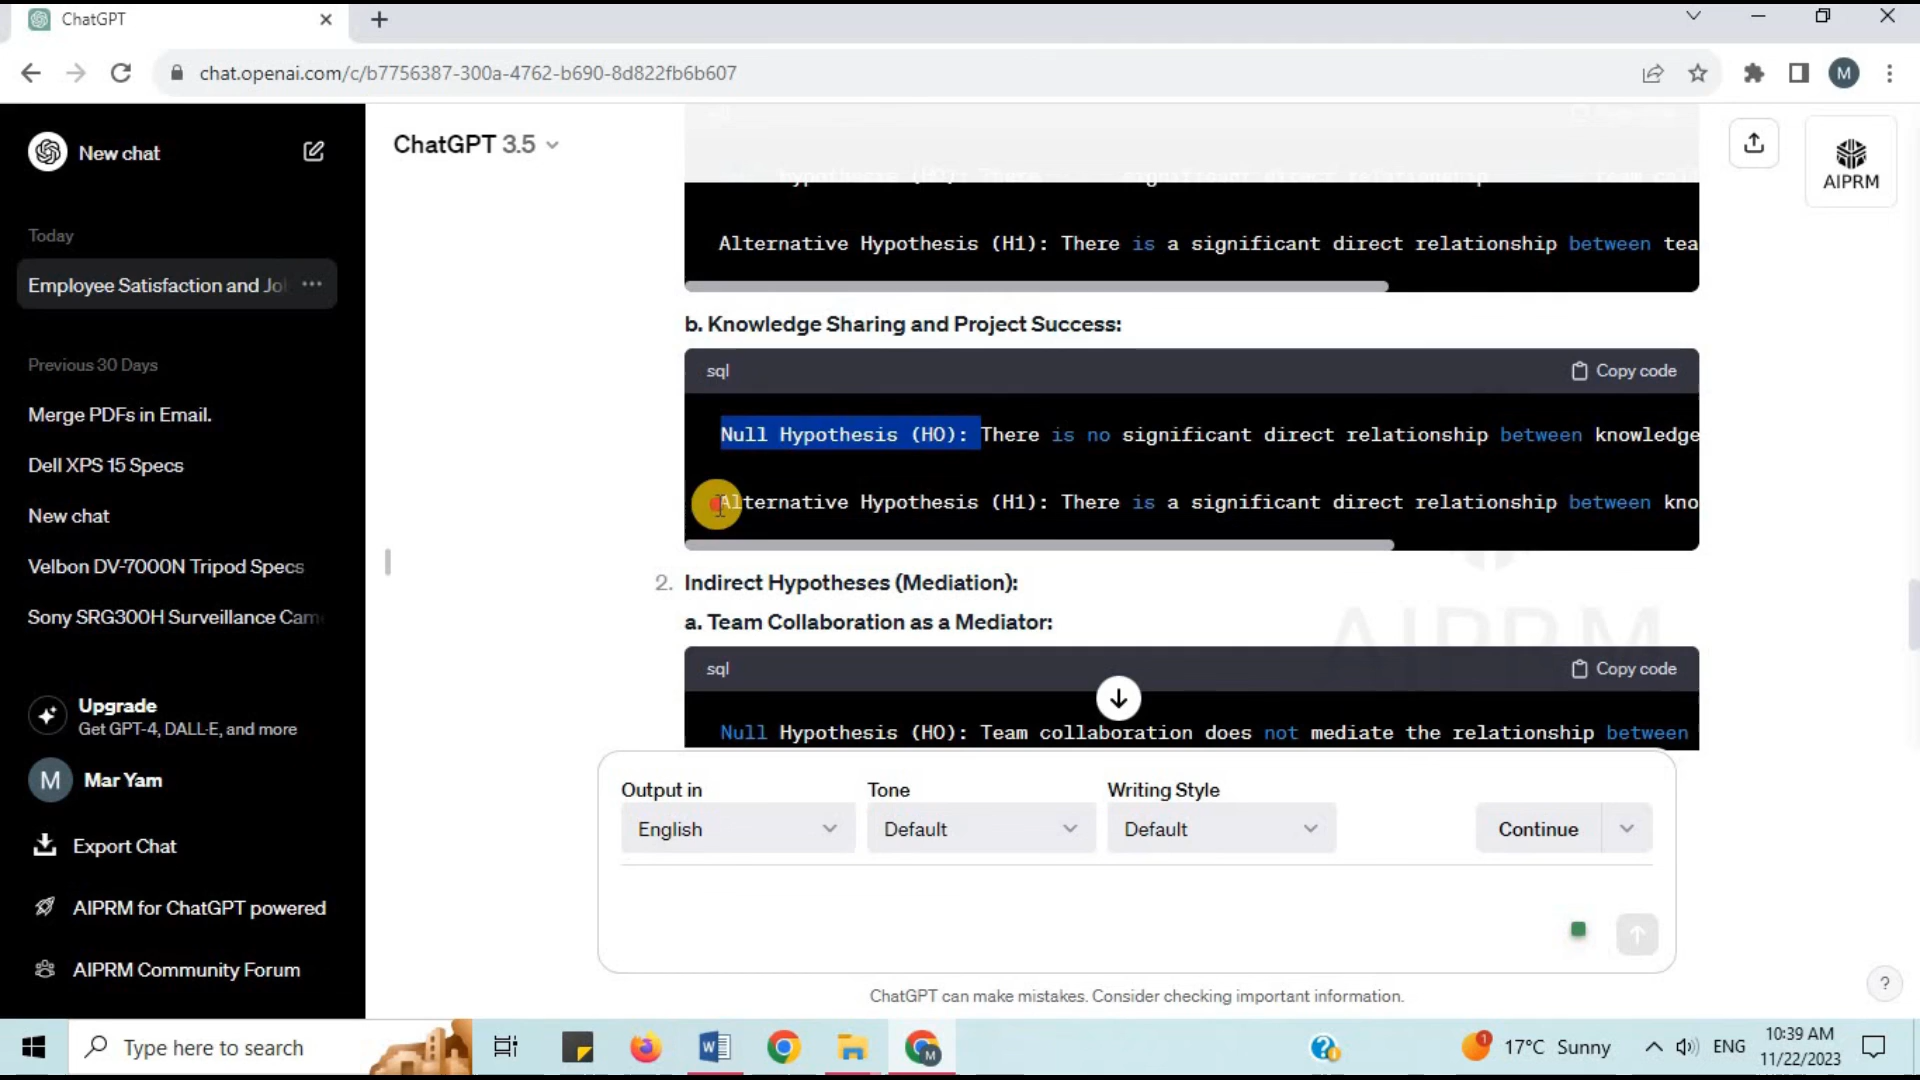 ChatGPT
chat.openai.com/c/b7756387-300a-4762-b690-8d822fb6b607
M
New chat
Today
Employee Satisfaction and Jo
Previous 30 Days
Merge PDFs in Email.
Dell XPS 15 Specs
New chat
Velbon DV-7000N Tripod Specs
Sony SRG300H Surveillance Cam
Upgrade
Get GPT-4, DALL·E, and more
M
Mar Yam
Export Chat
AIPRM for ChatGPT powered
AIPRM Community Forum
ChatGPT 3.5
AIPRM
Alternative Hypothesis (H1): There is a significant direct relationship between tea
b. Knowledge Sharing and Project Success:
sql
Copy code
Null Hypothesis (H0): There is no significant direct relationship between knowledge
Alternative Hypothesis (H1): There is a significant direct relationship between kno
2. Indirect Hypotheses (Mediation):
a. Team Collaboration as a Mediator:
AIPRM
sql
Copy code
Null Hypothesis (H0): Team collaboration does not mediate the relationship between
Output in
Tone
Writing Style
English
Default
Default
Continue
ChatGPT can make mistakes. Consider checking important information.
?
Type here to search
M
1
17°C Sunny
ENG
10:39 AM
11/22/2023